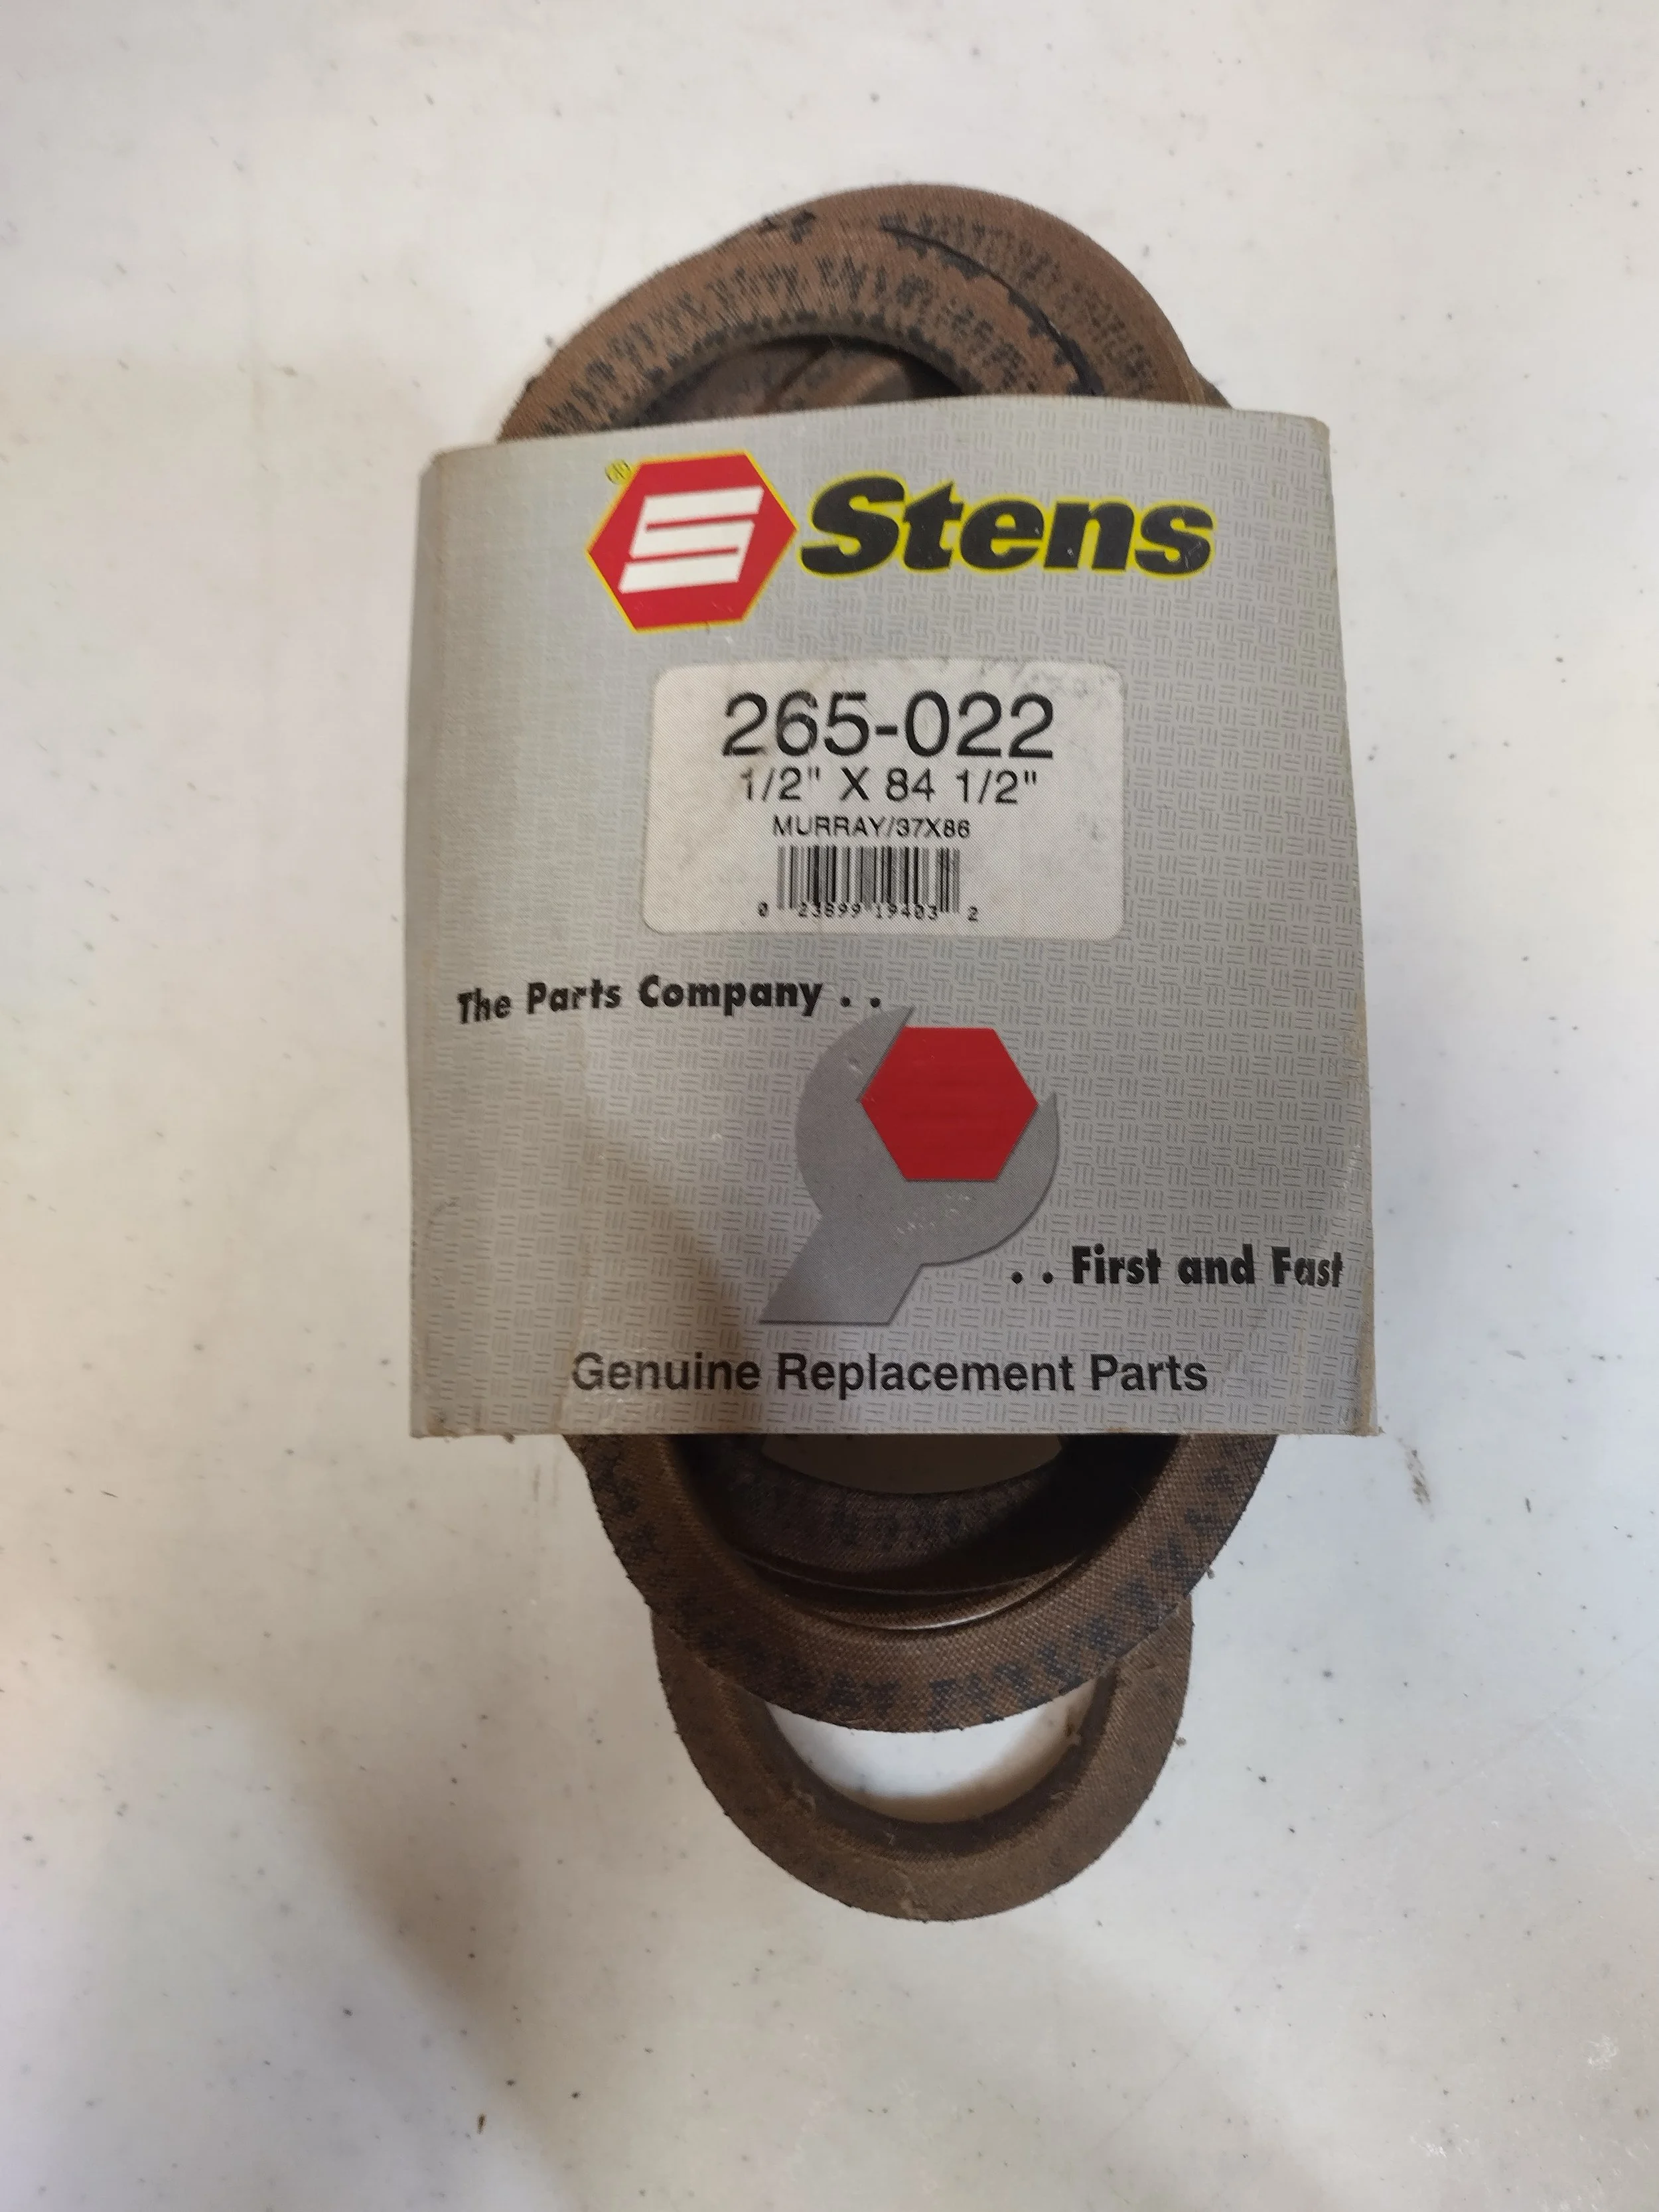 ® Stens
265-022
1/2" X 84 1/2"
MURRAY/37X86
0 23899 19403 2
The Parts Company . .
. . First and Fast
Genuine Replacement Parts